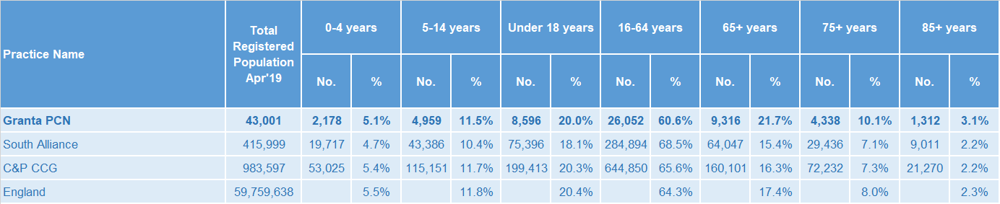 Practice Name
Total
Registered
Population
Apr'19
0-4 years
5-14 years
Under 18 years
16-64 years
65+ years
75+ years
85+ years
No. % No. % No. % No. % No. % No. % No. %
Granta PCN 43,001 2,178 5.1% 4,959 11.5% 8,596 20.0% 26,052 60.6% 9,316 21.7% 4,338 10.1% 1,312 3.1%
South Alliance 415,999 19,717 4.7% 43,386 10.4% 75,396 18.1% 284,894 68.5% 64,047 15.4% 29,436 7.1% 9,011 2.2%
C&P CCG 983,597 53,025 5.4% 115,151 11.7% 199,413 20.3% 644,850 65.6% 160,101 16.3% 72,232 7.3% 21,270 2.2%
England 59,759,638 5.5% 11.8% 20.4% 64.3% 17.4% 8.0% 2.3%